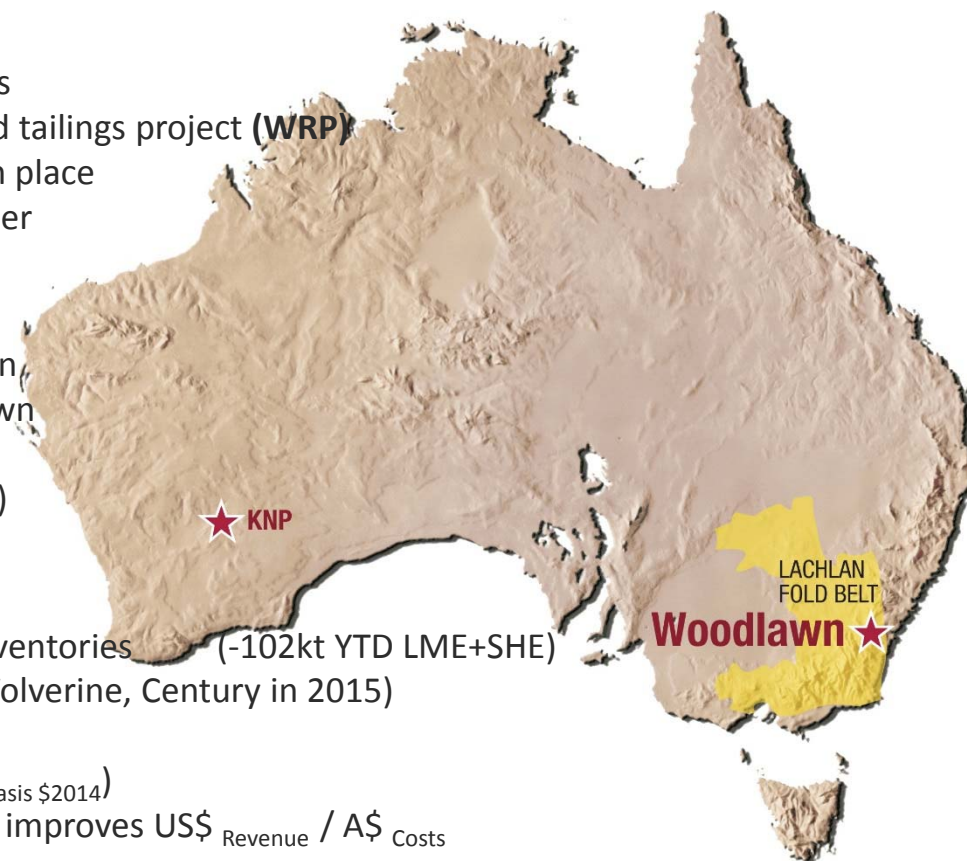 s
d tailings project (WRP)
n place
er
n
wn
)
KNP
LACHLAN
FOLD BELT
Woodlawn
ventories (-102kt YTD LME+SHE)
olverine, Century in 2015)
asis $2014)
improves US$ Revenue / A$ Costs